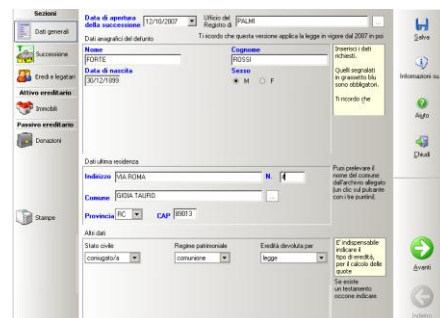 Sezioni
Dati generali
Successione
Eredi e legatari
Attivo ereditario
Immobili
Passivo ereditario
Donazioni
Stampe
Data di apertura della successione 12/10/2007 Ufficio del Registro di PALMI ...
Dati anagrafici del defunto
Ti ricordo che questa versione applica la legge in vigore dal 2007 in poi
Nome Cognome
FORTE ROSSI
Data di nascita Sesso
30/12/1899 M F
Inserisci i dati
richiesti.
Quelli segnalati
in grassetto blu
sono obbligatori.
Ti ricordo che
Dati ultima residenza
Indirizzo VIA ROMA N. 4
Comune GIOIA TAURO ...
Provincia RC CAP 89013
Puoi prelevare il
nome del comune
dall'archivio allegato
(un clic sul pulsante
con i tre puntini).
Altri dati
Stato civile Regime patrimoniale Eredità devoluta per
coniugato/a comunione legge
E' indispensabile
indicare il
tipo di eredità,
per il calcolo delle
quote
Se esiste
un testamento
occorre indicare
Salva
Informazioni su
Aiuto
Chiudi
Avanti
Indietro